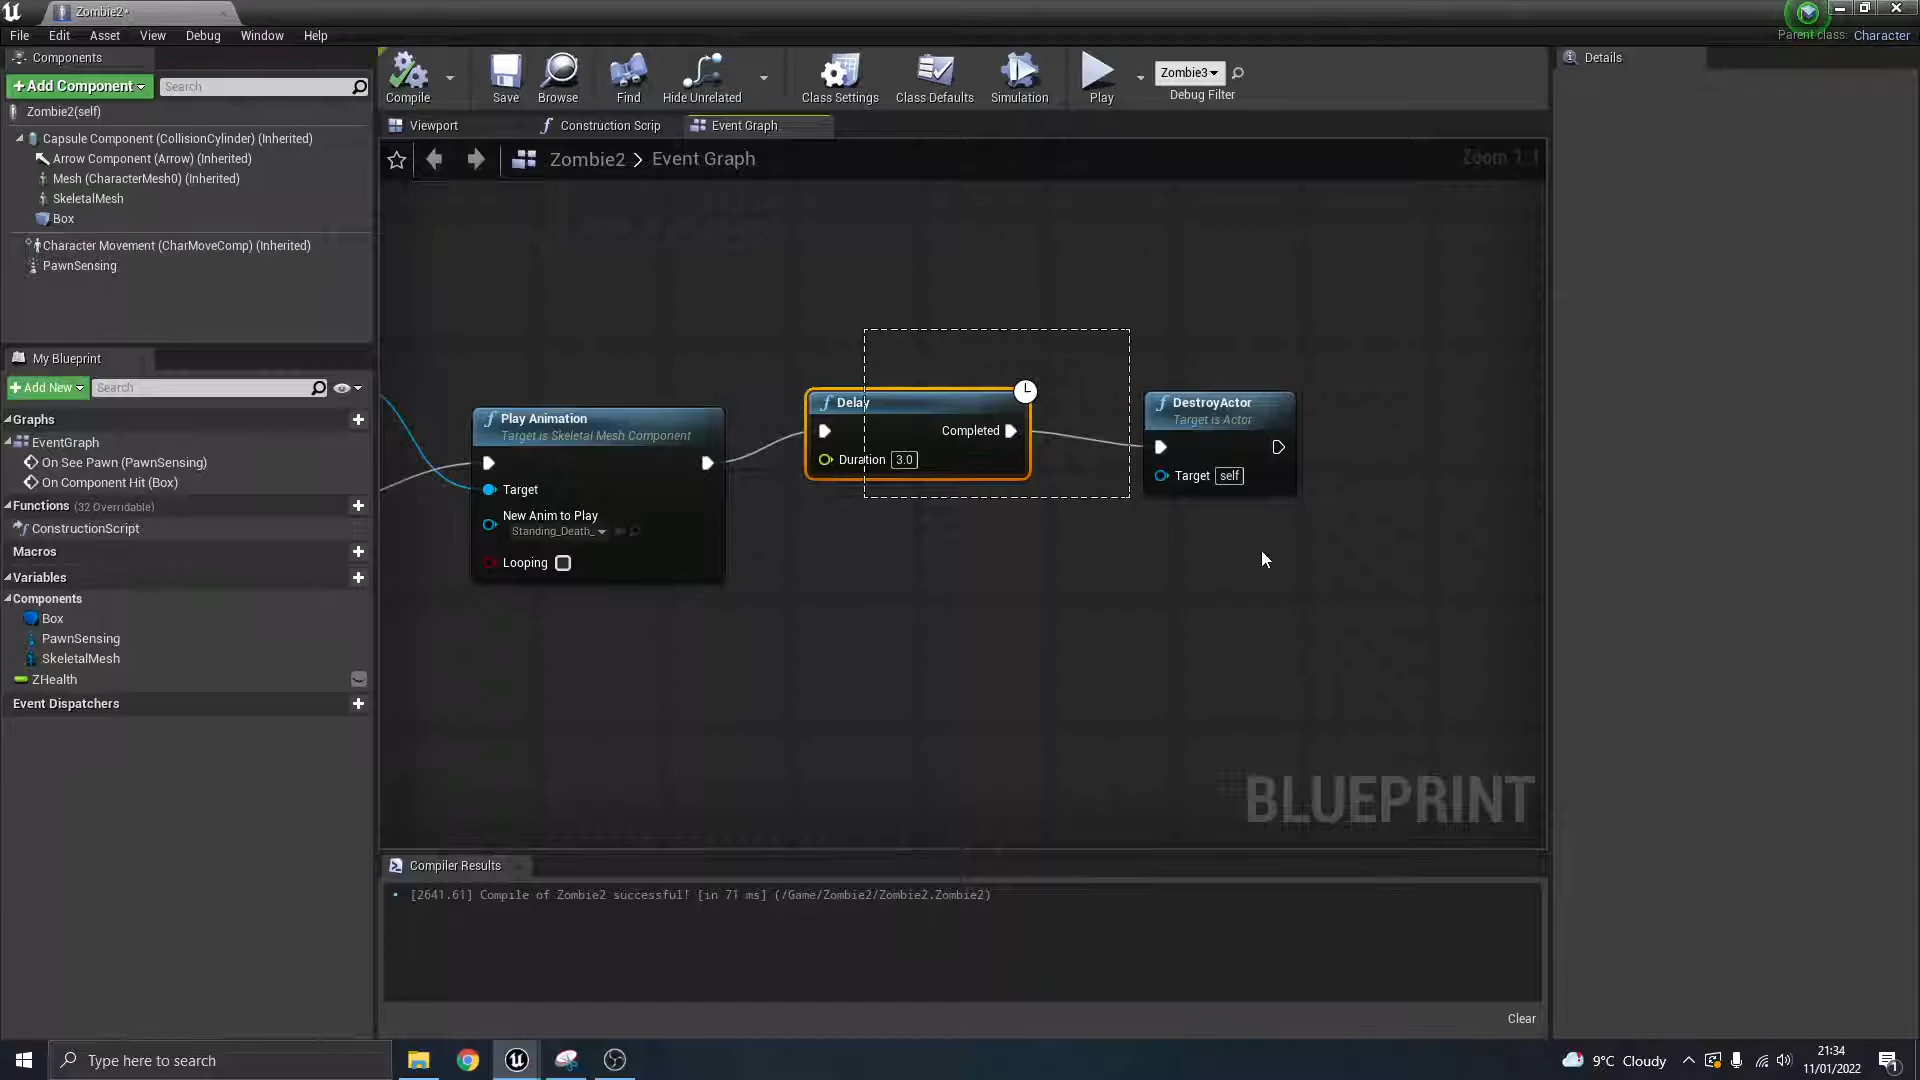 Zombie2*
File Edit Asset View Debug Window Help
Parent class: Character
Components
+Add Component
Search
Zombie2(self)
Capsule Component (CollisionCylinder) (Inherited)
Arrow Component (Arrow) (Inherited)
Mesh (CharacterMesh0) (Inherited)
SkeletalMesh
Box
Character Movement (CharMoveComp) (Inherited)
PawnSensing
My Blueprint
+Add New
Search
Graphs
EventGraph
On See Pawn (PawnSensing)
On Component Hit (Box)
Functions (32 Overridable)
ConstructionScript
Macros
Variables
Components
Box
PawnSensing
SkeletalMesh
ZHealth
Event Dispatchers
Compile
Save
Browse
Find
Hide Unrelated
Class Settings
Class Defaults
Simulation
Play
Zombie3
Debug Filter
Viewport
Construction Scrip
Event Graph
Zombie2 > Event Graph
Zoom 1:1
Play Animation
Target is Skeletal Mesh Component
Target
New Anim to Play
Standing_Death_
Looping
Delay
Completed
Duration 3.0
DestroyActor
Target is Actor
Target self
BLUEPRINT
Compiler Results
[2641.61] Compile of Zombie2 successful! [in 71 ms] (/Game/Zombie2/Zombie2.Zombie2)
Clear
Details
Type here to search
9°C Cloudy
21:34
11/01/2022
1